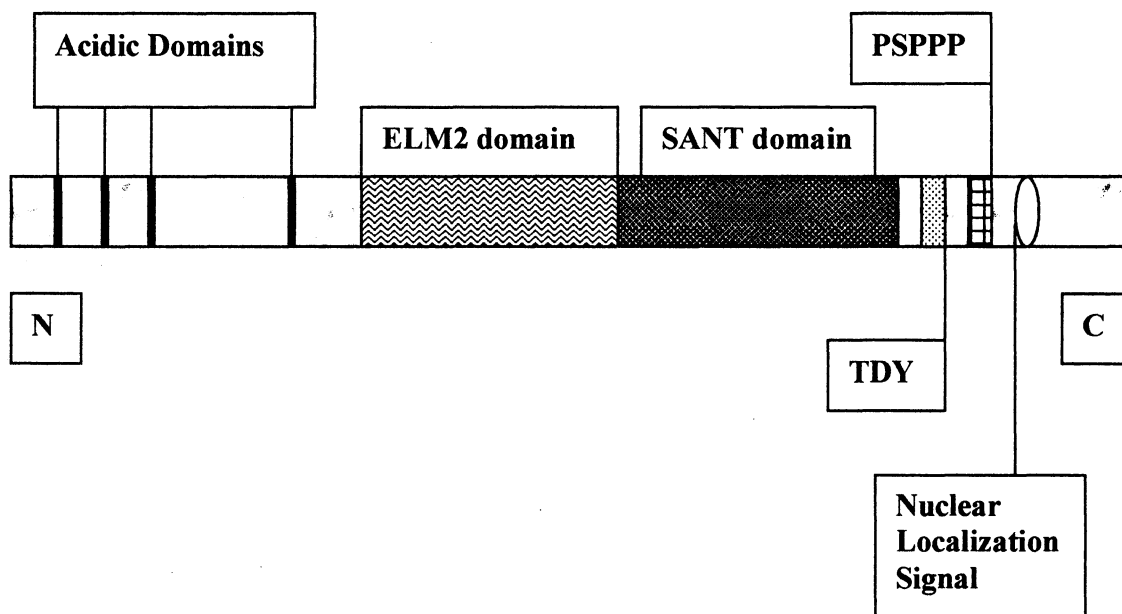 Acidic Domains
PSPPP
ELM2 domain
SANT domain
N
C
TDY
Nuclear
Localization
Signal